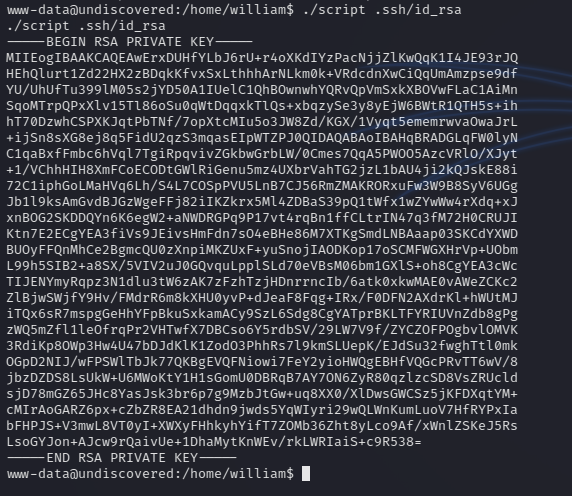 www-data@undiscovered:/home/william$ ./script .ssh/id_rsa
./script .ssh/id_rsa
-----BEGIN RSA PRIVATE KEY-----
MIIEogIBAAKCAQEAwErxDUHfYLbJ6rU+r4oXKdIYzPacNjjZlKwQqK1I4JE93rJQ
HEhQlurt1Zd22HX2zBDqkKfvxSxLthhhArNLkm0k+VRdcdnXwCiQqUmAmzpse9df
YU/UhUfTu399lM05s2jYD50A1IUelC1QhBOwnwhYQRvQpVmSxkXBOVwFLaC1AiMn
SqoMTrpQPxXlv15Tl86oSu0qWtDqqxkTlQs+xbqzySe3y8yEjW6BWtR1QTH5s+ih
hT70DzwhCSPXKJqtPbTNf/7opXtcMIu5o3JW8Zd/KGX/1Vyqt5ememrwvaOwaJrL
+ijSn8sXG8ej8q5FidU2qzS3mqasEIpWTZPJ0QIDAQABAoIBAHqBRADGLqFW0lyN
C1qaBxfFmbc6hVql7TgiRpqvivZGkbwGrbLW/0Cmes7QqA5PWOO5AzcVRlO/XJyt
+1/VChhHIH8XmFCoECODtGWlRiGenu5mz4UXbrVahTG2jzL1bAU4ji2kQJskE88i
72C1iphGoLMaHVq6Lh/S4L7COSpPVU5LnB7CJ56RmZMAKRORxuFw3W9B8SyV6UGg
Jb1l9ksAmGvdBJGzWgeFFj82iIKZkrx5Ml4ZDBaS39pQ1tWfx1wZYwWw4rXdq+xJ
xnBOG2SKDDQYn6K6egW2+aNWDRGPq9P17vt4rqBn1ffCLtrIN47q3fM72H0CRUJI
Ktn7E2ECgYEA3fiVs9JEivsHmFdn7sO4eBHe86M7XTKgSmdLNBAaap03SKCdYXWD
BUOyFFQnMhCe2BgmcQU0zXnpiMKZUxF+yuSnojIAODKop17oSCMFWGXHrVp+UObm
L99h5SIB2+a8SX/5VIV2uJ0GQvquLpplSLd70eVBsM06bm1GXlS+oh8CgYEA3cWc
TIJENYmyRqpz3N1dlu3tW6zAK7zFzhTzjHDnrrncIb/6atk0xkwMAE0vAWeZCKc2
ZlBjwSWjfY9Hv/FMdrR6m8kXHU0yvP+dJeaF8Fqg+IRx/F0DFN2AXdrKl+hWUtMJ
iTQx6sR7mspgGeHhYFpBkuSxkamACy9SzL6Sdg8CgYATprBKLTFYRIUVnZdb8gPg
zWQ5mZfl1leOfrqPr2VHTwfX7DBCso6Y5rdbSV/29LW7V9f/ZYCZOFPOgbvlOMVK
3RdiKp8OWp3Hw4U47bDJdKlK1ZodO3PhhRs7l9kmSLUepK/EJdSu32fwghTtl0mk
OGpD2NIJ/wFPSWlTbJk77QKBgEVQFNiowi7FeY2yioHWQgEBHfVQGcPRvTT6wV/8
jbzDZDS8LsUkW+U6MWoKtY1H1sGomU0DBRqB7AY7ON6ZyR80qzlzcSD8VsZRUcld
sjD78mGZ65JHc8YasJsk3br6p7g9MzbJtGw+uq8XX0/XlDwsGWCSz5jKFDXqtYM+
cMIrAoGARZ6px+cZbZR8EA21dhdn9jwds5YqWIyri29wQLWnKumLuoV7HfRYPxIa
bFHPJS+V3mwL8VT0yI+XWXyFHhkyhYifT7ZOMb36Zht8yLco9Af/xWnlZSKeJ5Rs
LsoGYJon+AJcw9rQaivUe+1DhaMytKnWEv/rkLWRIaiS+c9R538=
-----END RSA PRIVATE KEY-----
www-data@undiscovered:/home/william$